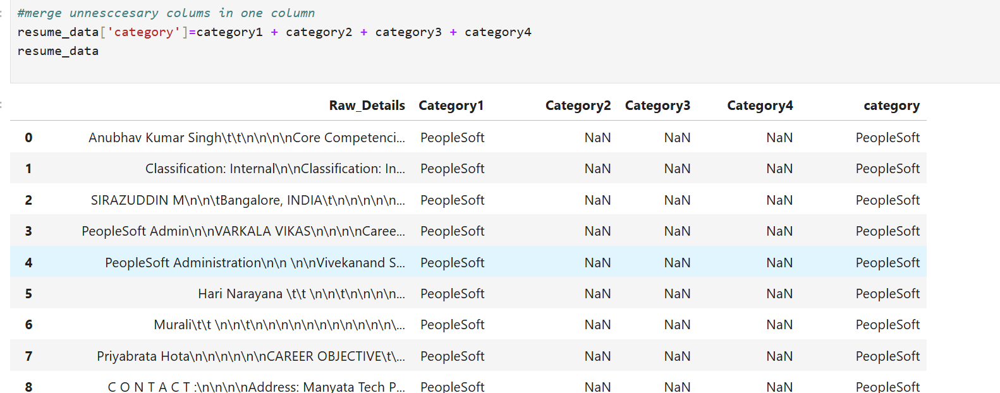 #merge unnesccesary colums in one column
resume_data['category']=category1 + category2 + category3 + category4
resume_data
Raw_Details Category1 Category2 Category3 Category4 category
0 Anubhav Kumar Singh\t\t\n\n\n\nCore Competenci... PeopleSoft NaN NaN NaN PeopleSoft
1 Classification: Internal\n\nClassification: In... PeopleSoft NaN NaN NaN PeopleSoft
2 SIRAZUDDIN M\n\n\tBangalore, INDIA\t\n\n\n\n\n... PeopleSoft NaN NaN NaN PeopleSoft
3 PeopleSoft Admin\n\nVARKALA VIKAS\n\n\n\nCaree... PeopleSoft NaN NaN NaN PeopleSoft
4 PeopleSoft Administration\n\n \n\nVivekanand S... PeopleSoft NaN NaN NaN PeopleSoft
5 Hari Narayana \t\t \n\n\t\n\n\n\n... PeopleSoft NaN NaN NaN PeopleSoft
6 Murali\t\t \n\n\t\n\n\n\n\n\n\n\n\n\n\n\... PeopleSoft NaN NaN NaN PeopleSoft
7 Priyabrata Hota\n\n\n\n\n\nCAREER OBJECTIVE\t\... PeopleSoft NaN NaN NaN PeopleSoft
8 C O N T A C T :\n\n\n\nAddress: Manyata Tech P... PeopleSoft NaN NaN NaN PeopleSoft